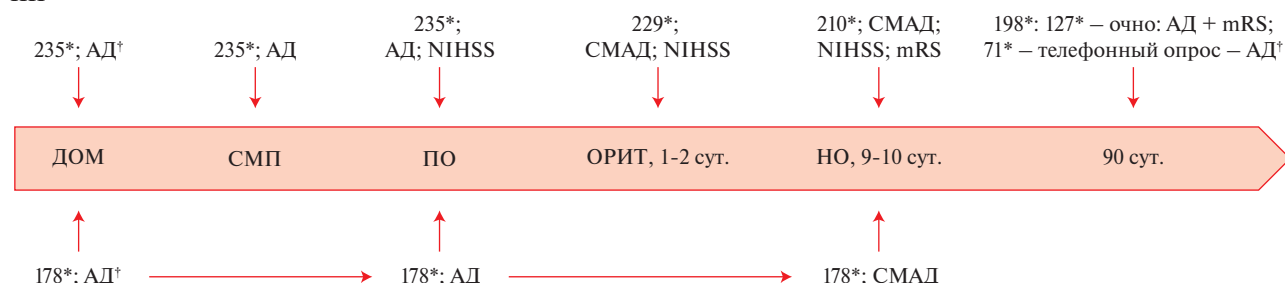 235*; АД†
235*; АД
235*;
АД; NIHSS
229*;
СМАД; NIHSS
210*; СМАД;
NIHSS; mRS
198*: 127* – очно: АД + mRS;
71* – телефонный опрос – АД†
ДОМ
СМП
ПО
ОРИТ, 1-2 сут.
НО, 9-10 сут.
90 сут.
178*; АД†
178*; АД
178*; СМАД